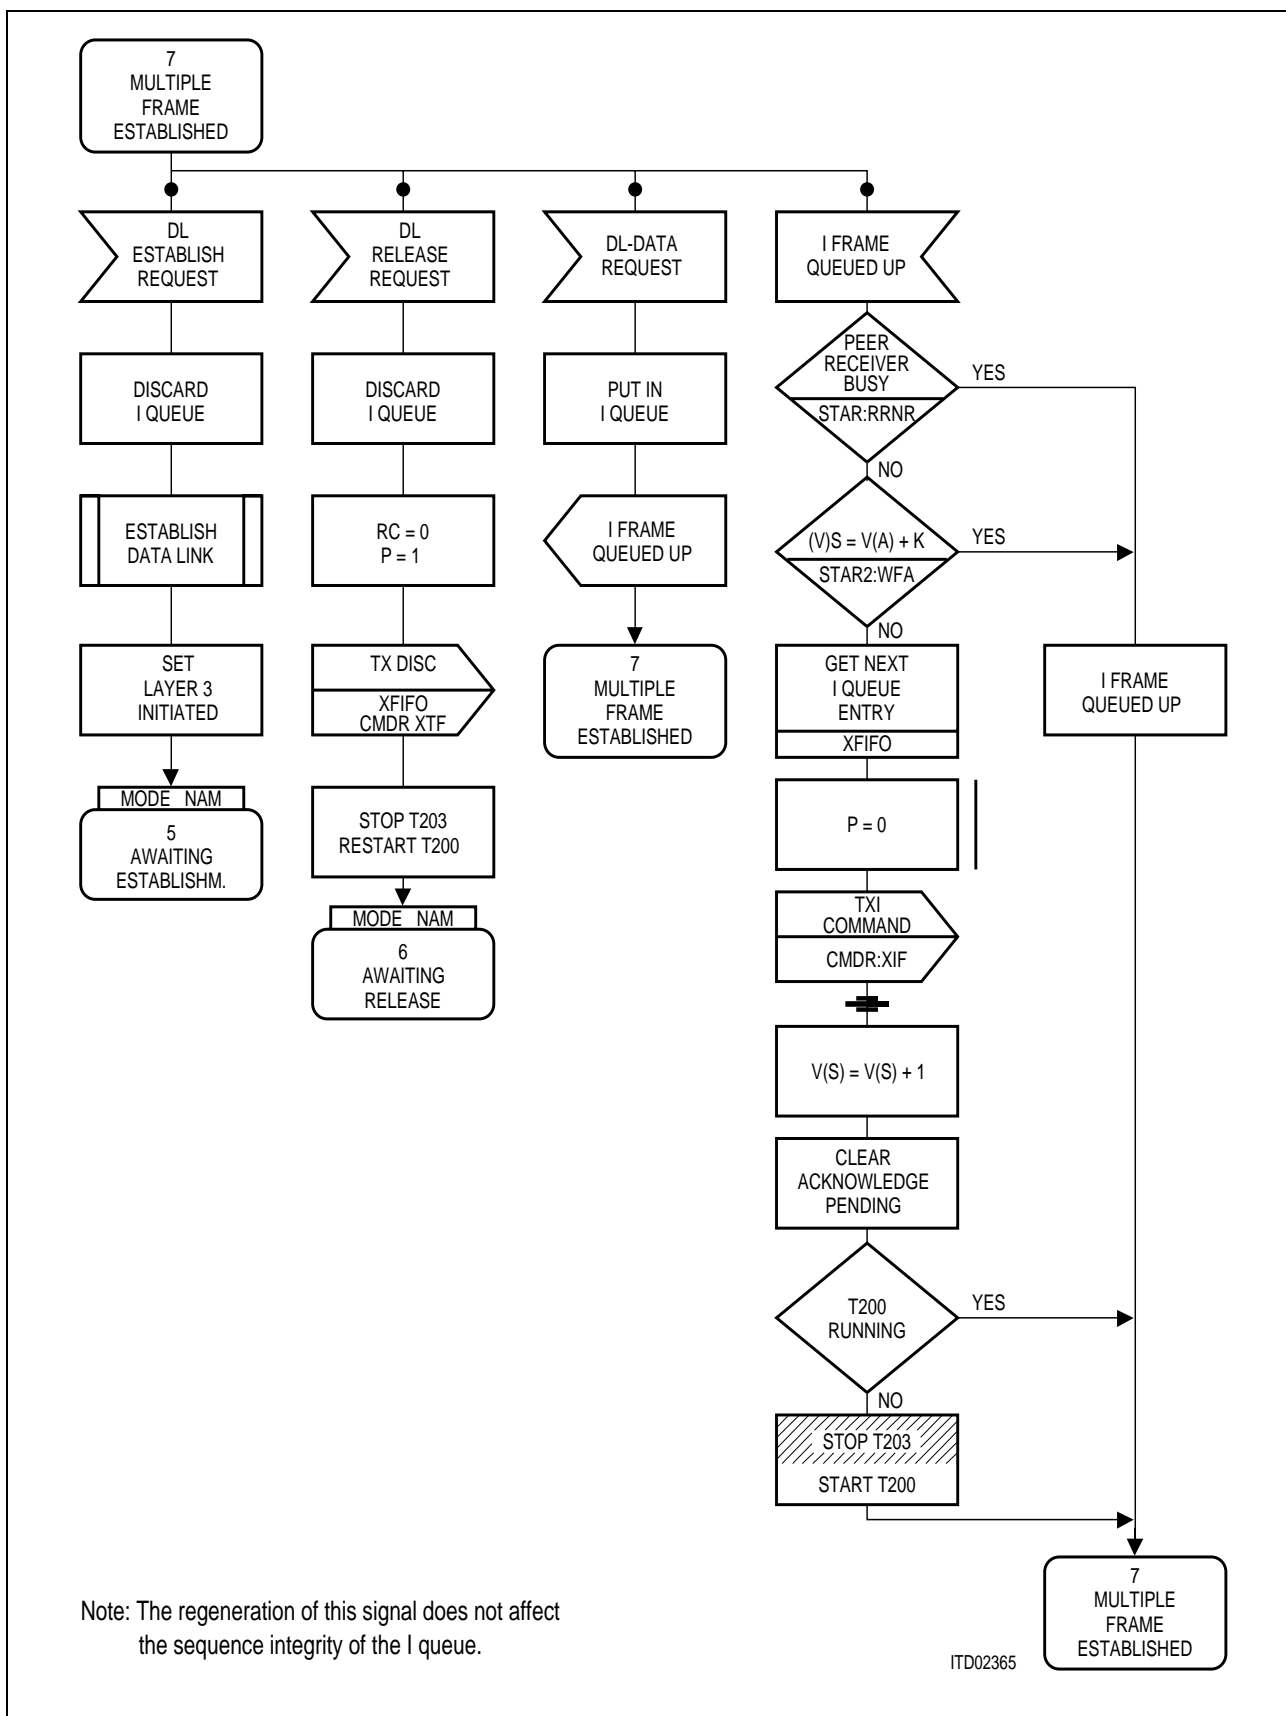 7
MULTIPLE
FRAME
ESTABLISHED
DL
ESTABLISH
REQUEST
DISCARD
I QUEUE
ESTABLISH
DATA LINK
SET
LAYER 3
INITIATED
MODE NAM
5
AWAITING
ESTABLISHM.
DL
RELEASE
REQUEST
DISCARD
I QUEUE
RC = 0
P = 1
TX DISC
XFIFO
CMDR XTF
STOP T203
RESTART T200
MODE NAM
6
AWAITING
RELEASE
DL-DATA
REQUEST
PUT IN
I QUEUE
I FRAME
QUEUED UP
7
MULTIPLE
FRAME
ESTABLISHED
I FRAME
QUEUED UP
PEER
RECEIVER
BUSY
STAR:RRNR
YES
NO
(V)S = V(A) + K
STAR2:WFA
YES
NO
GET NEXT
I QUEUE
ENTRY
XFIFO
I FRAME
QUEUED UP
P = 0
TXI
COMMAND
CMDR:XIF
V(S) = V(S) + 1
CLEAR
ACKNOWLEDGE
PENDING
T200
RUNNING
YES
NO
STOP T203
START T200
7
MULTIPLE
FRAME
ESTABLISHED
Note: The regeneration of this signal does not affect
the sequence integrity of the I queue.
ITD02365